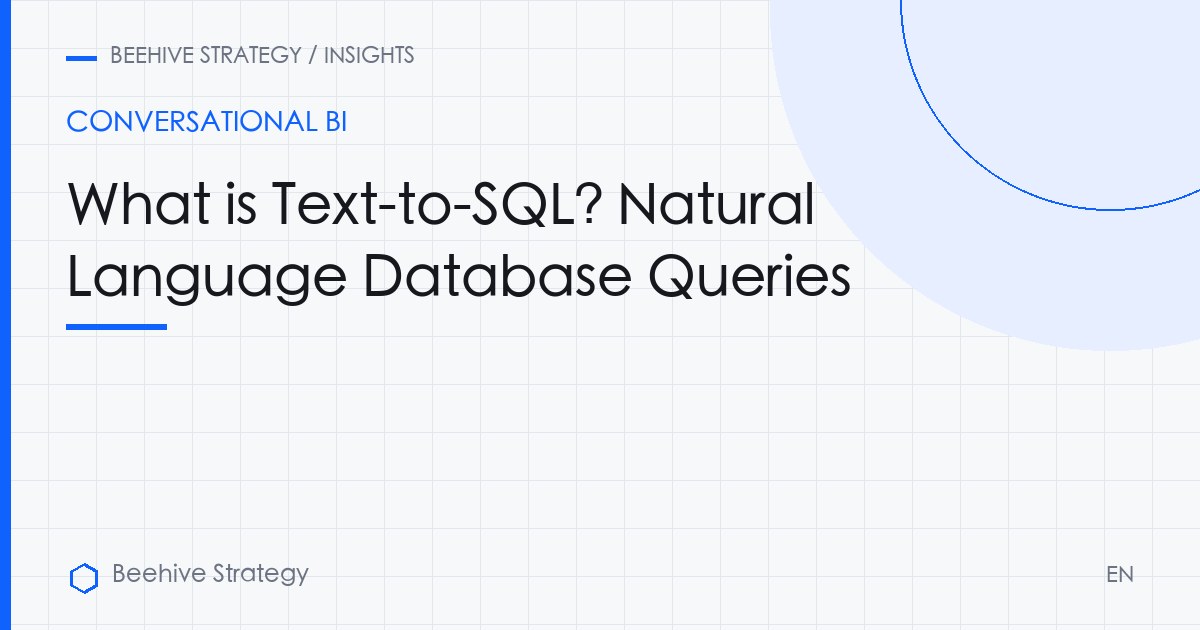 BEEHIVE STRATEGY / INSIGHTS
CONVERSATIONAL BI
What is Text-to-SQL? Natural
Language Database Queries
Beehive Strategy
EN